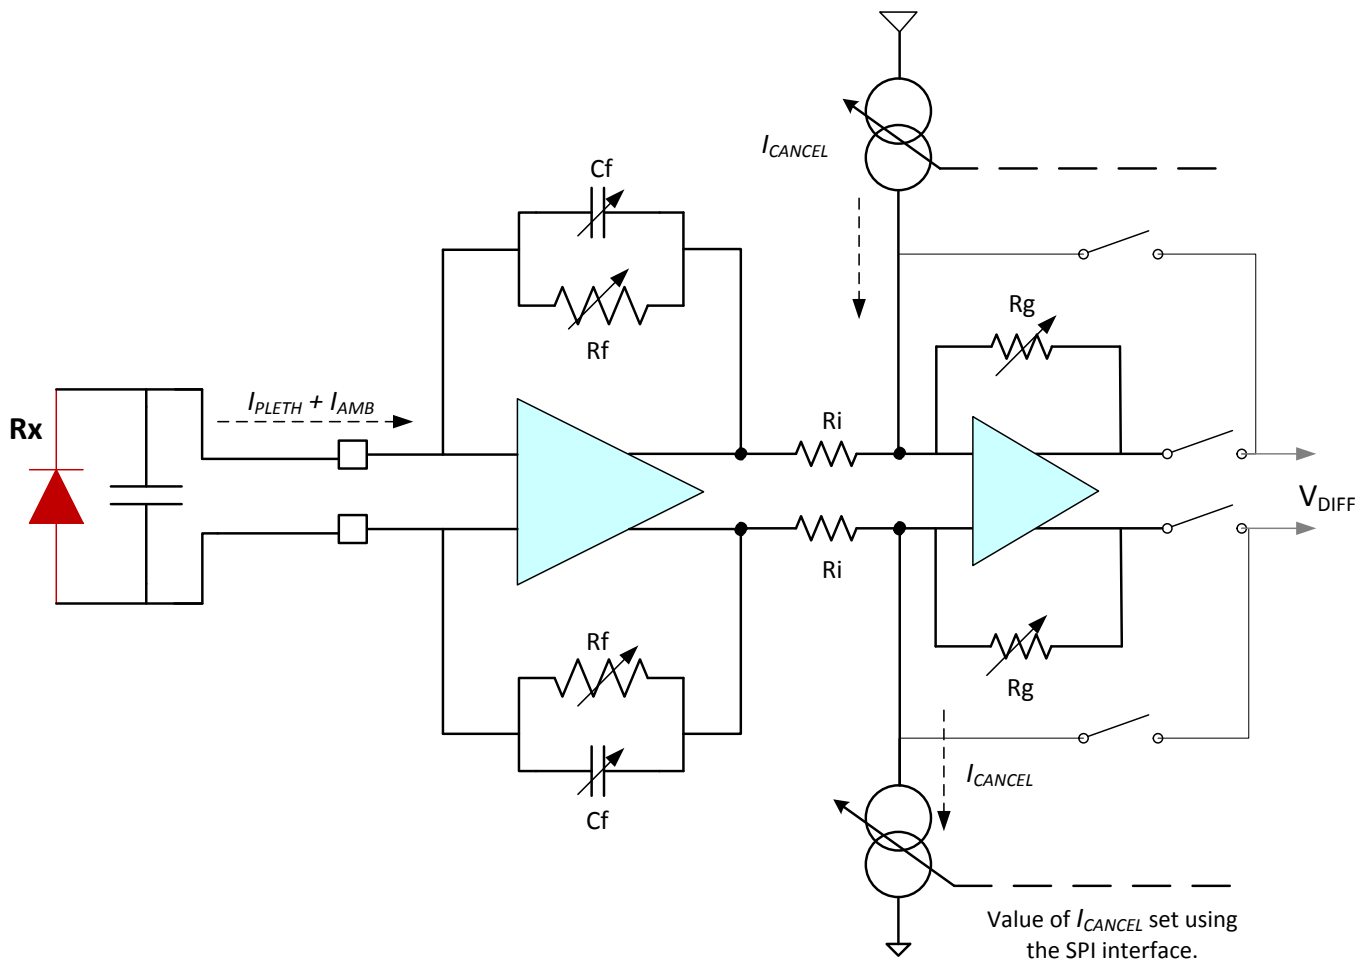 I_CANCEL
Cf
Rf
Rg
I_PLETH + I_AMB
Rx
Ri
V_DIFF
Ri
Rf
Rg
I_CANCEL
Cf
Value of I_CANCEL set using
the SPI interface.